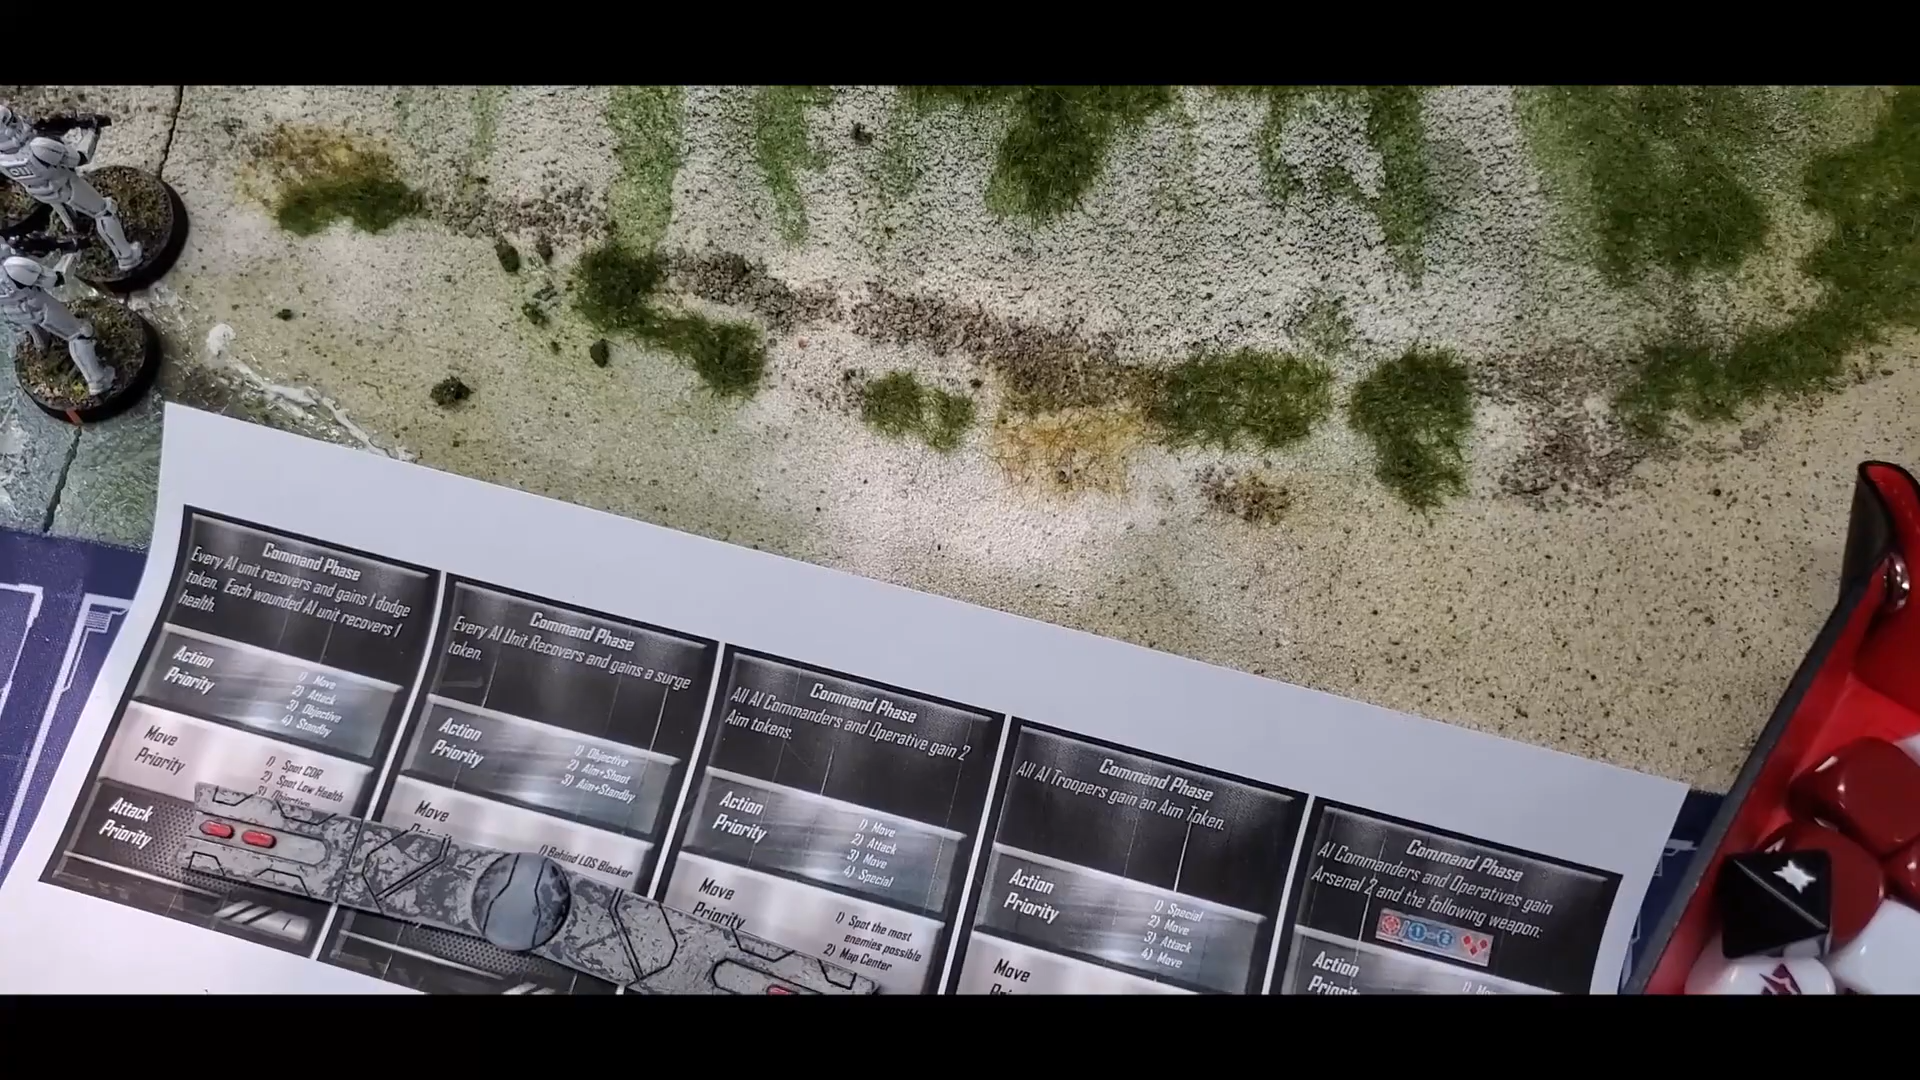 Command Phase
Every AI unit recovers and gains 1 dodge
token. Each wounded AI unit recovers 1
health.
Action
Priority
1) Move
2) Attack
3) Objective
4) Standby
Move
Priority
1) Spot COR
2) Spot Low Health
3) Objective
Attack
Priority
Command Phase
Every AI Unit Recovers and gains a surge
token.
Action
Priority
1) Objective
2) Aim+Shoot
3) Aim+Standby
Move
Priority
1) Behind LOS Blocker
Command Phase
All AI Commanders and Operative gain 2
Aim tokens.
Action
Priority
1) Move
2) Attack
3) Move
4) Special
Move
Priority
1) Spot the most
enemies possible
2) Map Center
Command Phase
All AI Troopers gain an Aim Token.
Action
Priority
1) Special
2) Move
3) Attack
4) Move
Move
Command Phase
AI Commanders and Operatives gain
Arsenal 2 and the following weapon:
1-2
Action
Priority